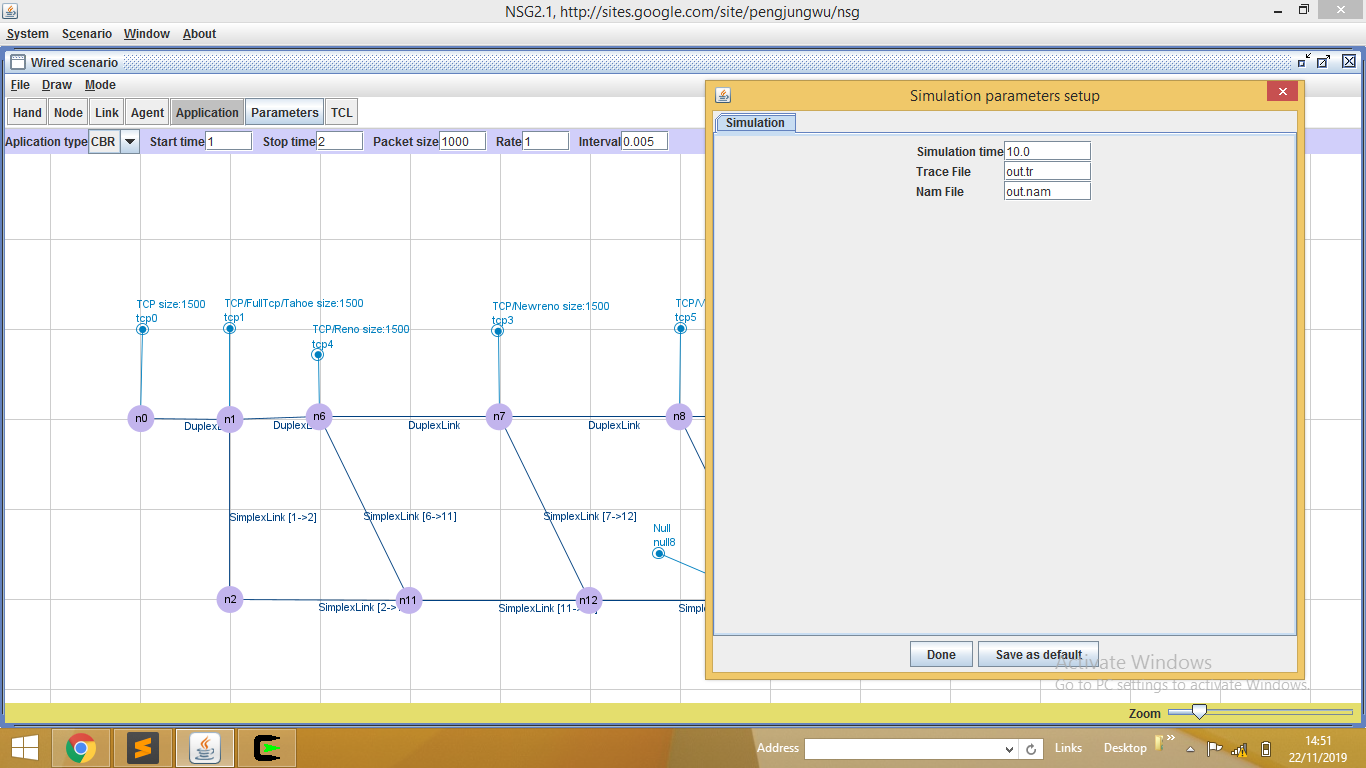 NSG2.1, http://sites.google.com/site/pengjungwu/nsg
System Scenario Window About
Wired scenario
File Draw Mode
Hand Node Link Agent Application Parameters TCL
Aplication type CBR Start time 1 Stop time 2 Packet size 1000 Rate 1 Interval 0.005
Simulation parameters setup
Simulation
Simulation time 10.0
Trace File out.tr
Nam File out.nam
TCP size:1500
tcp0
TCP/FullTcp/Tahoe size:1500
tcp1
TCP/Reno size:1500
tcp4
TCP/Newreno size:1500
tcp3
TCP/V
tcp5
n0 n1 n6 n7 n8
DuplexL DuplexL DuplexLink DuplexLink
SimplexLink [1->2] SimplexLink [6->11] SimplexLink [7->12]
Null
null8
n2 n11 n12
SimplexLink [2-> SimplexLink [11- Simpl
Done Save as default
Activate Windows
Go to PC settings to activate Windows.
Zoom
Address Links Desktop
14:51
22/11/2019